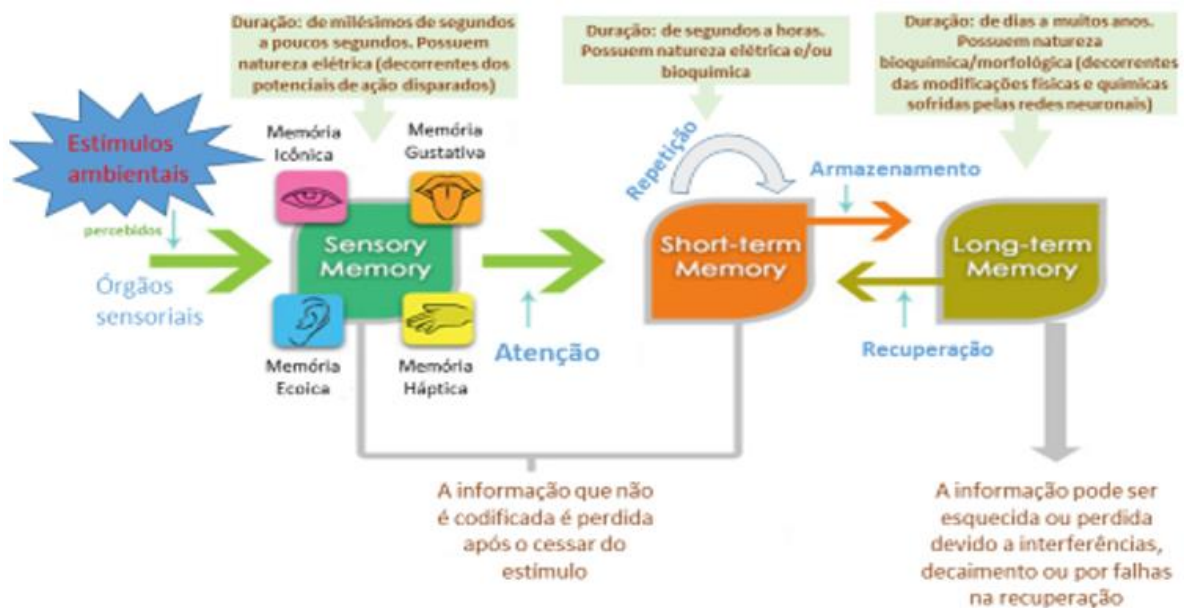 Duração: de milésimos de segundos
a poucos segundos. Possuem
natureza elétrica (decorrentes dos
potenciais de ação disparados)
Duração: de segundos a horas.
Possuem natureza elétrica e/ou
bioquimica
Duração: de dias a muitos anos.
Possuem natureza
bioquímica/morfológica (decorrentes
das modificações físicas e químicas
sofridas pelas redes neuronais)
Estímulos
ambientais
percebidos
Órgãos
sensoriais
Memória
Icônica
Memória
Gustativa
Sensory
Memory
Memória
Ecoica
Memória
Háptica
Atenção
Repetição
Short-term
Memory
Armazenamento
Recuperação
Long-term
Memory
A informação que não
é codificada é perdida
após o cessar do
estímulo
A informação pode ser
esquecida ou perdida
devido a interferências,
decaimento ou por falhas
na recuperação